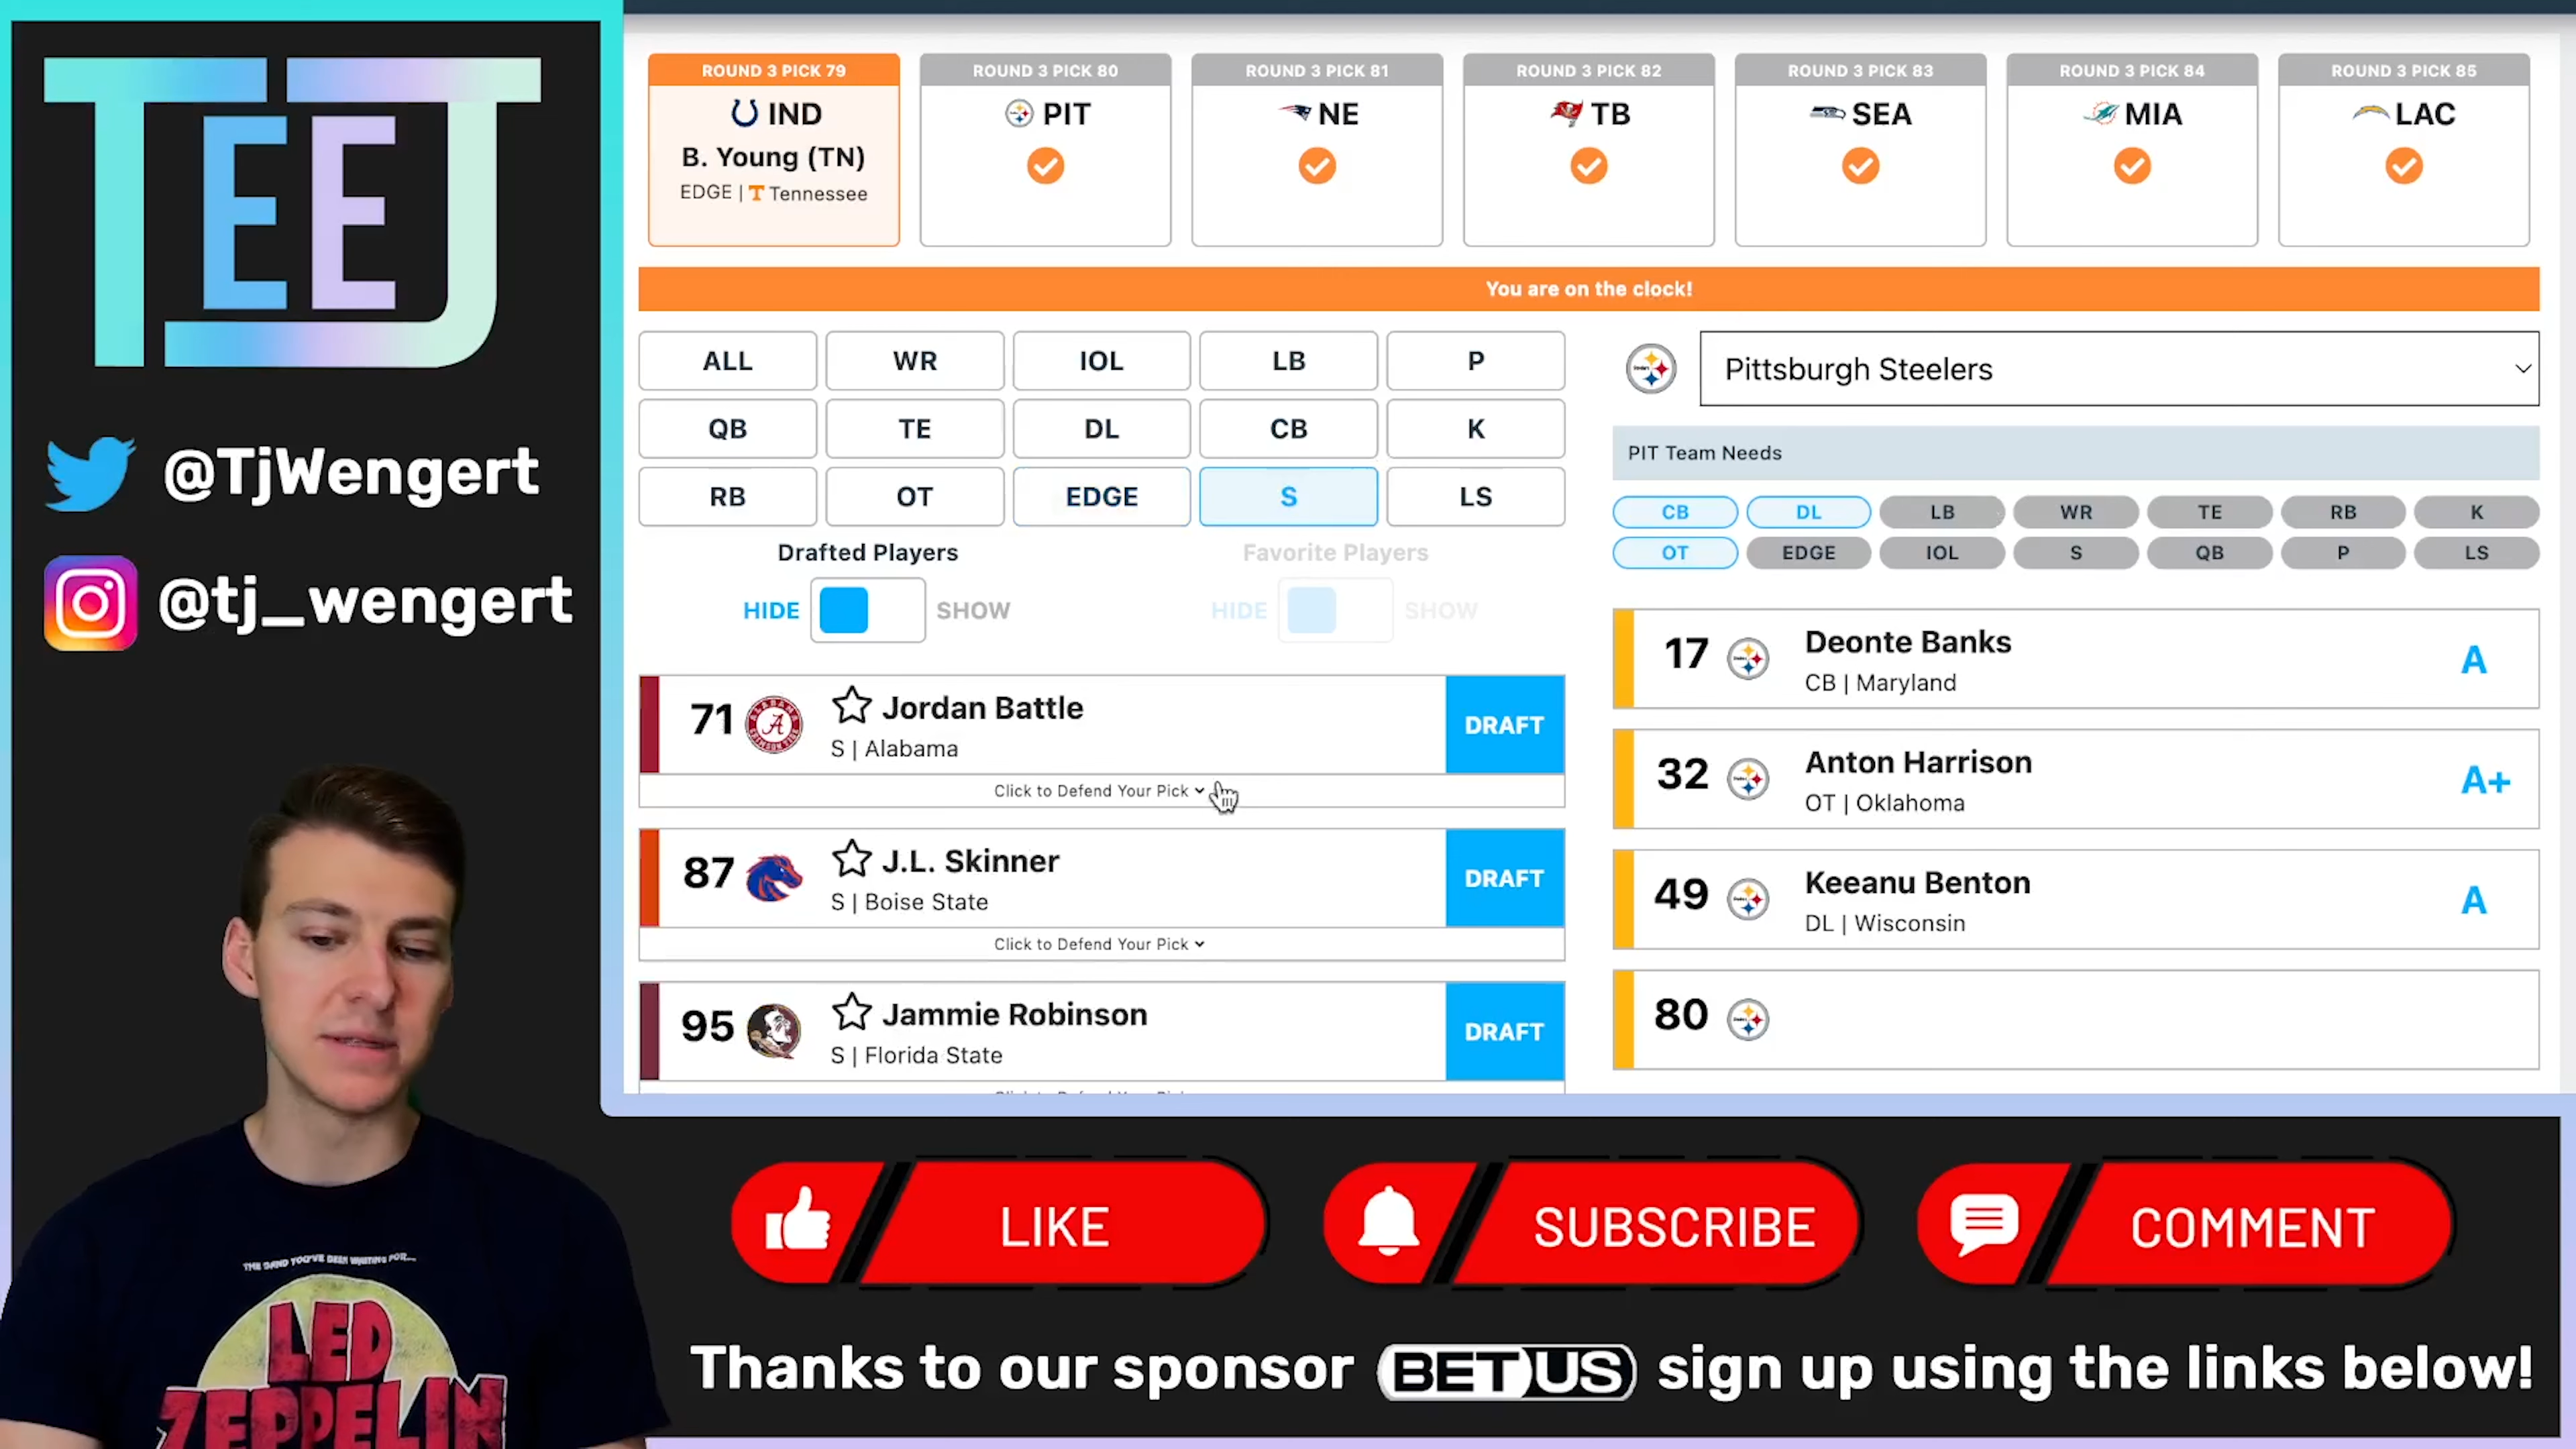 TEEJ
@TjWengert
@tj_wengert
ROUND 3 PICK 79
IND
B. Young (TN)
EDGE | Tennessee
ROUND 3 PICK 80
PIT
ROUND 3 PICK 81
NE
ROUND 3 PICK 82
TB
ROUND 3 PICK 83
SEA
ROUND 3 PICK 84
MIA
ROUND 3 PICK 85
LAC
You are on the clock!
ALL WR IOL LB P
QB TE DL CB K
RB OT EDGE S LS
Drafted Players
HIDE SHOW
Favorite Players
HIDE SHOW
71 Jordan Battle
S | Alabama
DRAFT
Click to Defend Your Pick
87 J.L. Skinner
S | Boise State
DRAFT
Click to Defend Your Pick
95 Jammie Robinson
S | Florida State
DRAFT
Pittsburgh Steelers
PIT Team Needs
CB DL LB WR TE RB K
OT EDGE IOL S QB P LS
17 Deonte Banks
CB | Maryland
A
32 Anton Harrison
OT | Oklahoma
A+
49 Keeanu Benton
DL | Wisconsin
A
80
THE BAND YOU'VE BEEN WAITING FOR...
LED
ZEPPELIN
LIKE
SUBSCRIBE
COMMENT
Thanks to our sponsor BETUS sign up using the links below!